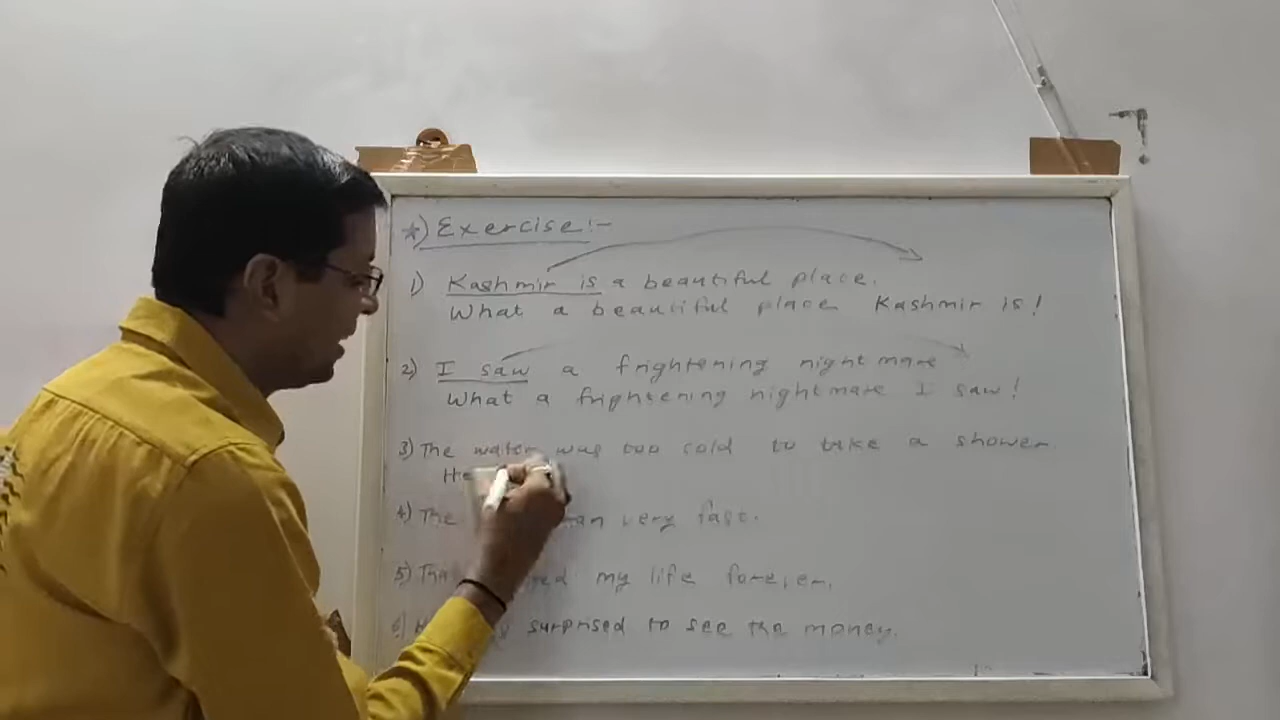 *) Exercise:-
1) Kashmir is a beautiful place.
What a beautiful place Kashmir is!
2) I saw a frightening nightmare
What a frightening nightmare I saw!
3) The water was too cold to take a shower
4) The very fast.
5) my life forever.
6) surprised to see the money.